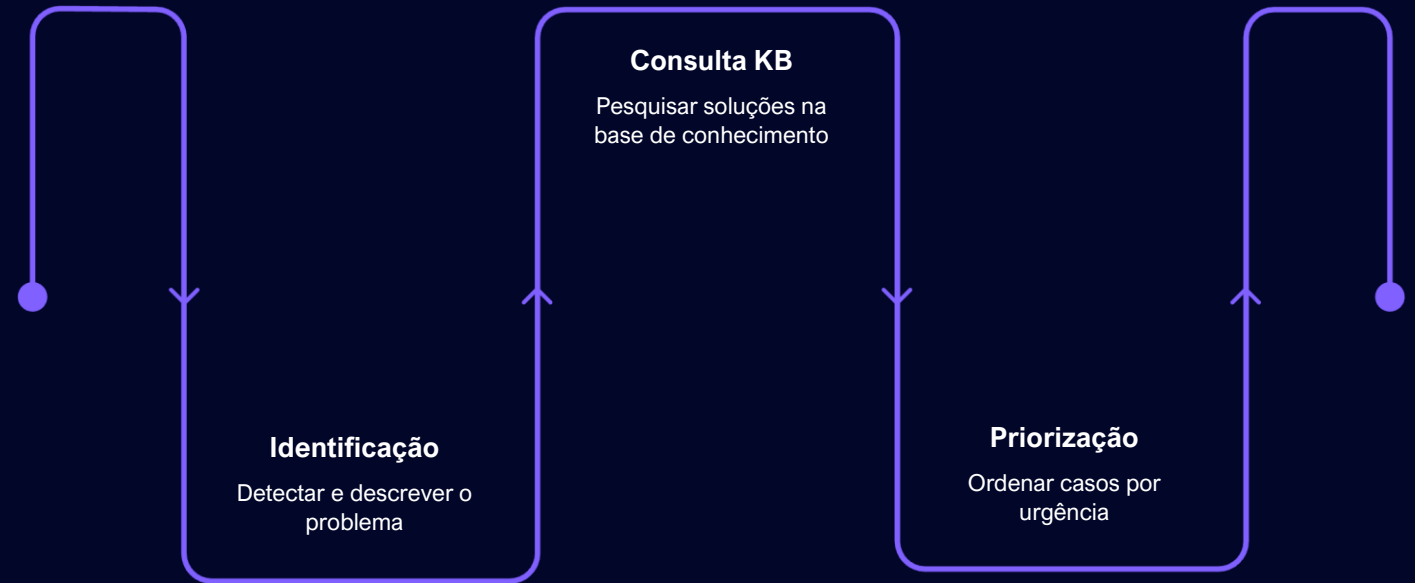 Identificação
Detectar e descrever o
problema
Consulta KB
Pesquisar soluções na
base de conhecimento
Priorização
Ordenar casos por
urgência